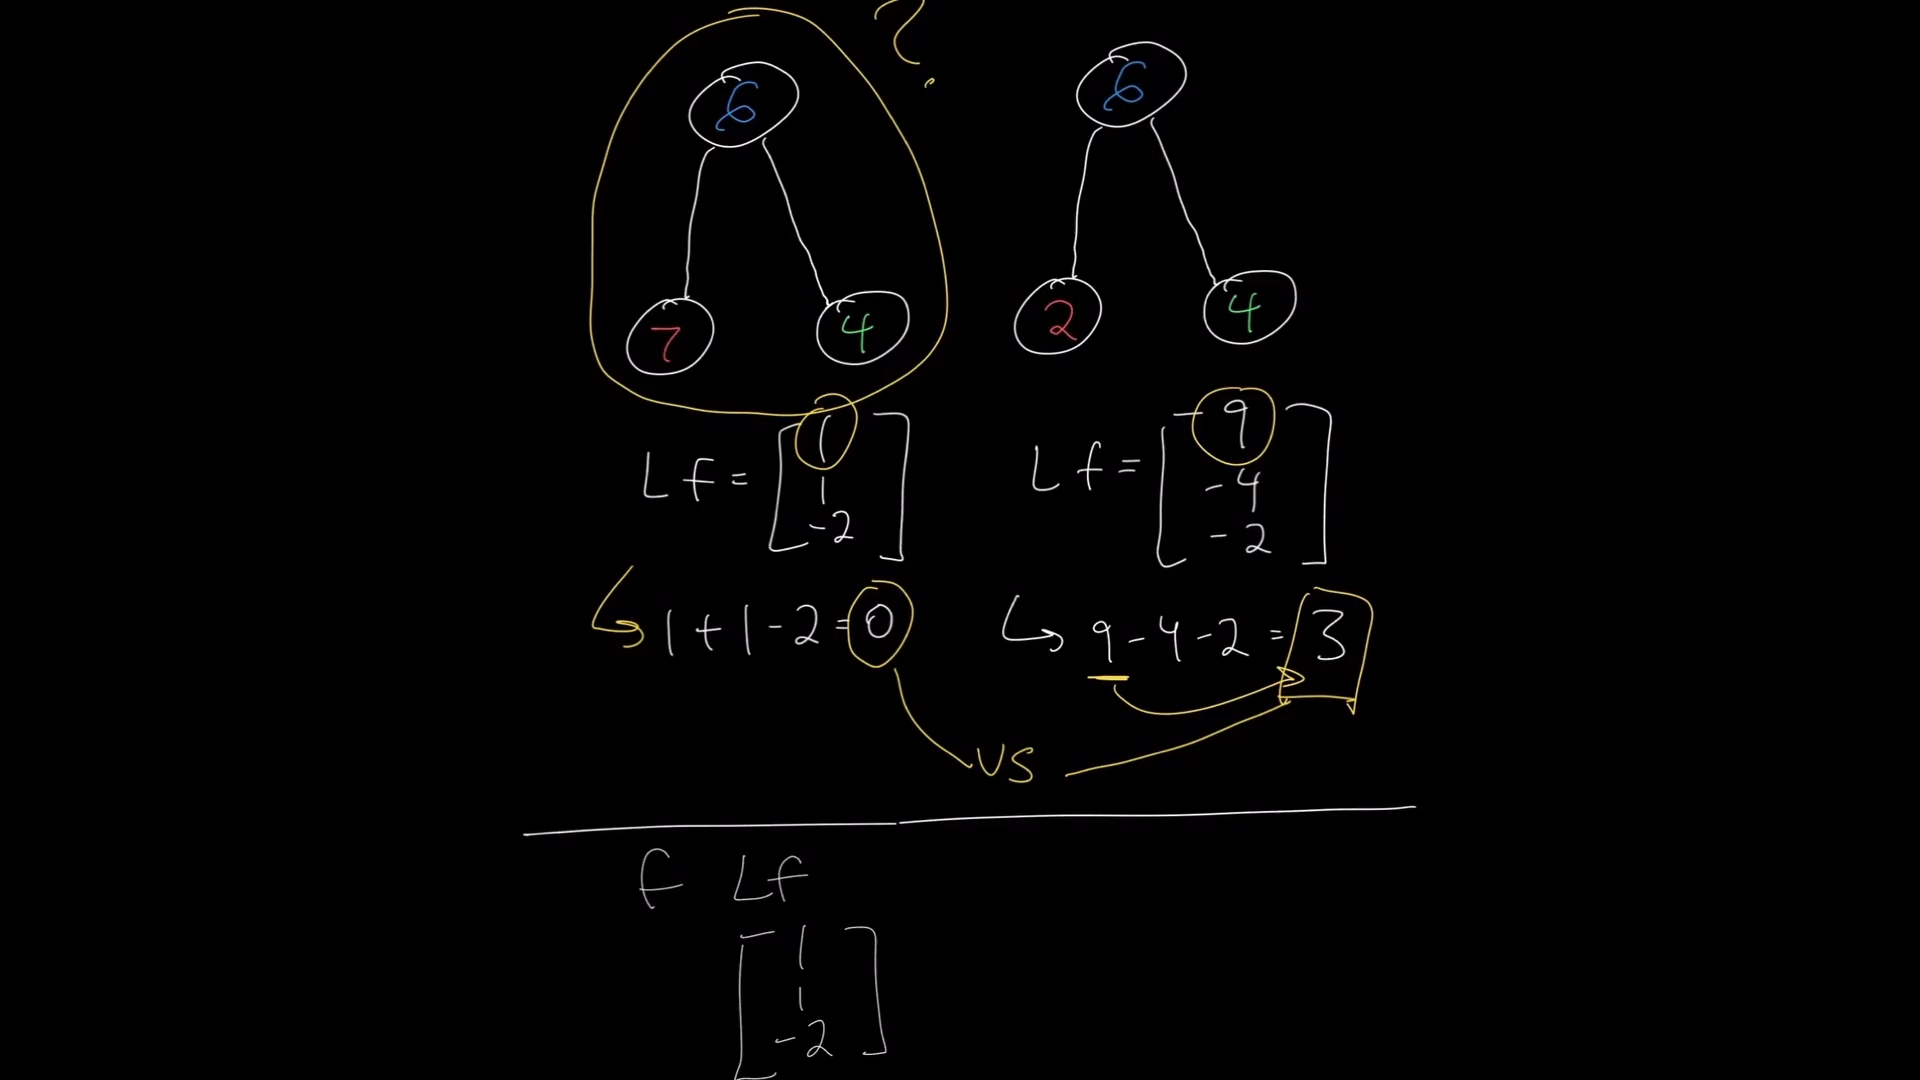 ?
6 6
7 4 2 4
Lf = [1 1 -2]
Lf = [9 -4 -2]
1+1-2=0
9-4-2=3
vs
f Lf
[1 1 -2]